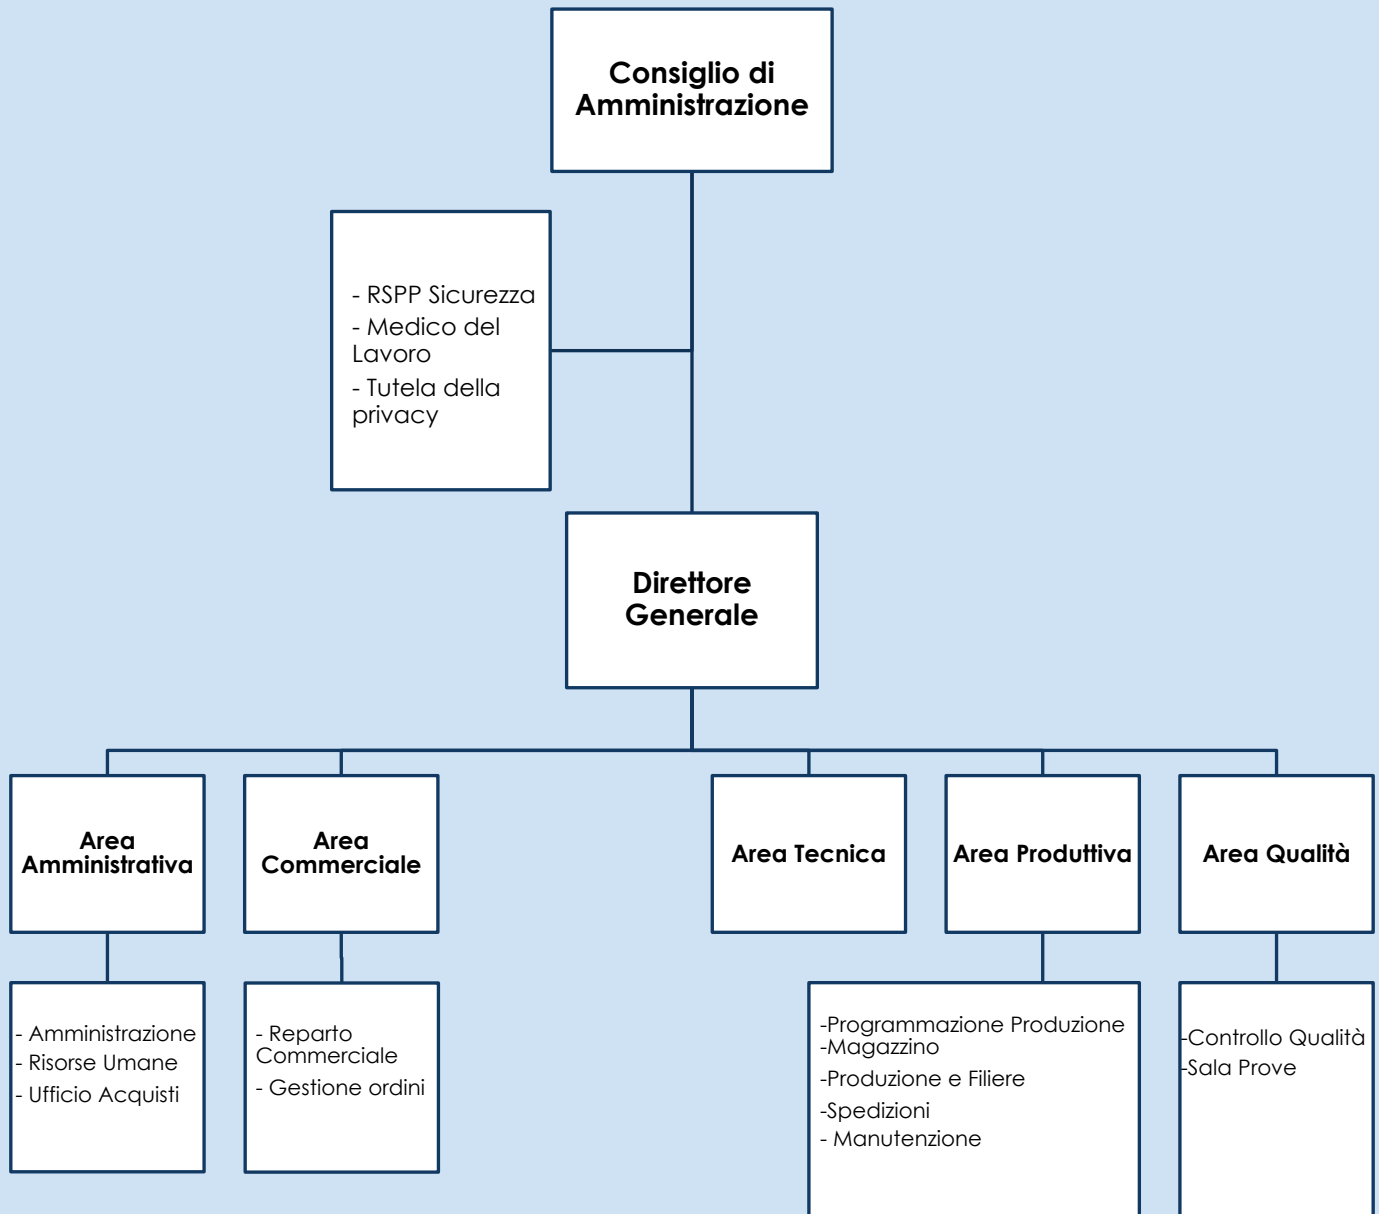 Consiglio di
Amministrazione
- RSPP Sicurezza
- Medico del
Lavoro
- Tutela della
privacy
Direttore
Generale
Area
Amministrativa
Area
Commerciale
Area Tecnica
Area Produttiva
Area Qualità
- Amministrazione
- Risorse Umane
- Ufficio Acquisti
- Reparto
Commerciale
- Gestione ordini
-Programmazione Produzione
-Magazzino
-Produzione e Filiere
-Spedizioni
- Manutenzione
-Controllo Qualità
-Sala Prove